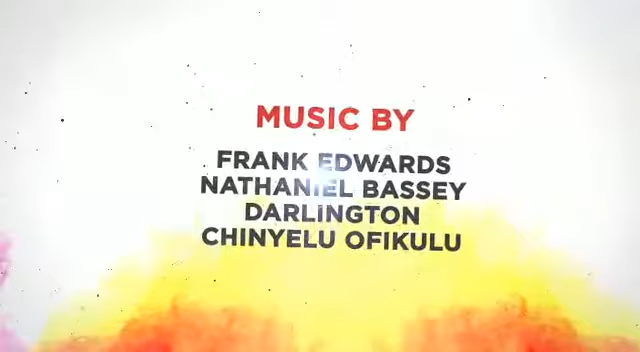 MUSIC BY
FRANK EDWARDS
NATHANIEL BASSEY
DARLINGTON
CHINYELU OFIKULU